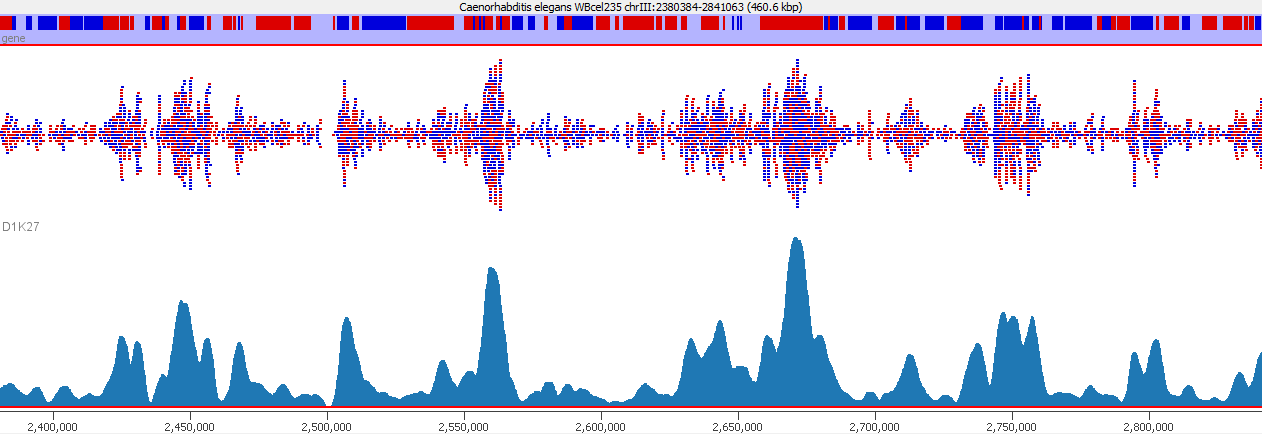 Caenorhabditis elegans WBcel235 chrIII:2380384-2841063 (460.6 kbp)
gene
D1K27
2,400,000 2,450,000 2,500,000 2,550,000 2,600,000 2,650,000 2,700,000 2,750,000 2,800,000